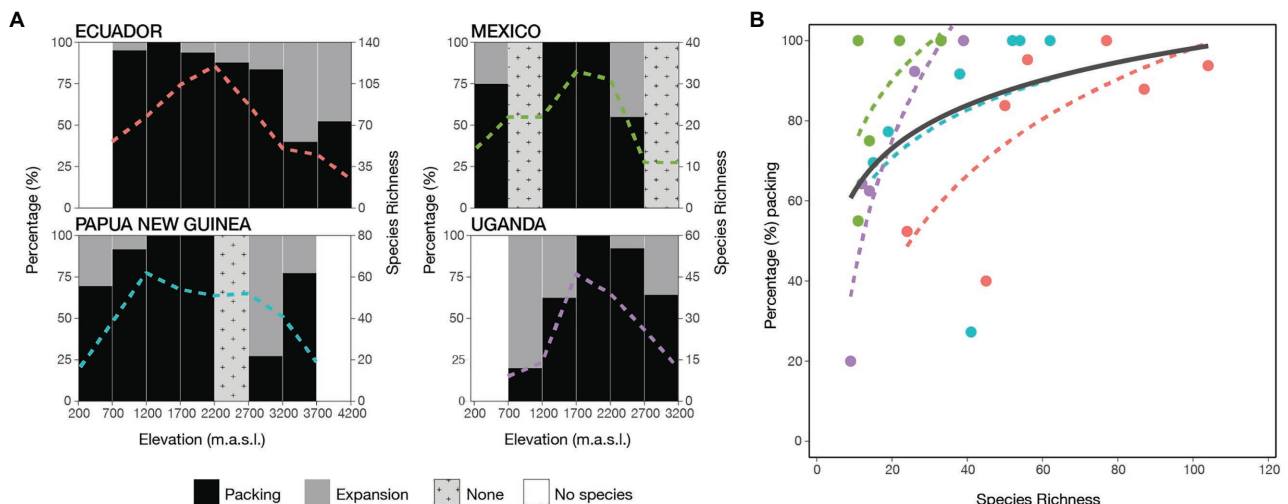 A
B
ECUADOR
MEXICO
100
75
50
25
0
140
105
70
35
0
100
75
50
25
0
40
30
20
10
0
Percentage (%)
Species Richness
Percentage (%)
Species Richness
PAPUA NEW GUINEA
UGANDA
100
75
50
25
0
80
60
40
20
0
100
75
50
25
0
60
45
30
15
0
200 700 1200 1700 2200 2700 3200 3700 4200
200 700 1200 1700 2200 2700 3200
Elevation (m.a.s.l.)
Elevation (m.a.s.l.)
Packing Expansion None No species
Percentage (%) packing
100
80
60
40
20
0
0 20 40 60 80 100 120
Species Richness